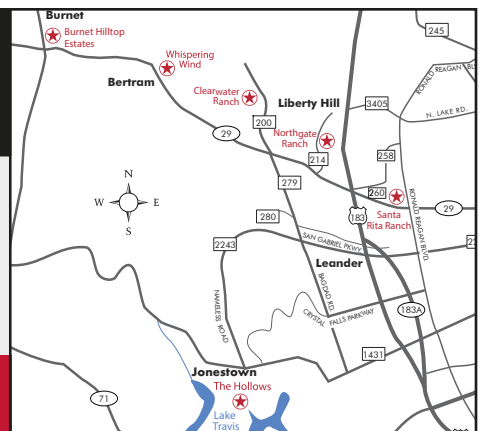 Burnet
Burnet Hilltop
Estates
245
Whispering
Wind
RONALD REAGAN BL
Bertram
Clearwater
Ranch
Liberty Hill
3405
N. LAKE RD.
200
29
Northgate
Ranch
214
258
279
260
N
W
E
S
280
183
Santa
Rita Ranch
29
RONALD REAGAN BLVD
2243
SAN GABRIEL PKWY
Leander
BAGDAD RD.
NAMELESS ROAD
CRYSTAL FALLS PARKWAY
183A
1431
Jonestown
The Hollows
71
Lake
Travis